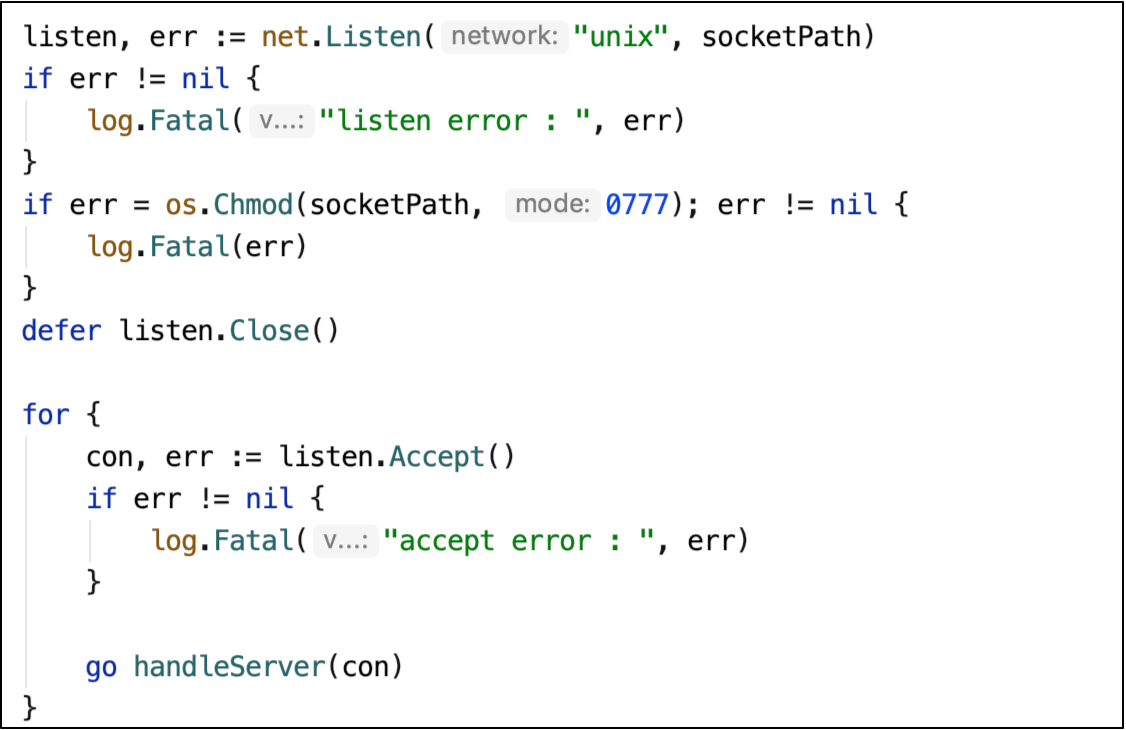 listen, err := net.Listen( network: "unix", socketPath)
if err != nil {
    log.Fatal( v...: "listen error : ", err)
}
if err = os.Chmod(socketPath, mode: 0777); err != nil {
    log.Fatal(err)
}
defer listen.Close()

for {
    con, err := listen.Accept()
    if err != nil {
        log.Fatal( v...: "accept error : ", err)
    }

    go handleServer(con)
}